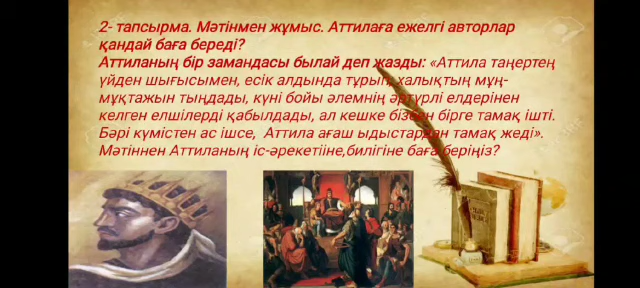 2- тапсырма. Мәтінмен жұмыс. Аттилаға ежелгі авторлар
қандай баға береді?
Аттиланың бір замандасы былай деп жазды: «Аттила таңертең
үйден шығысымен, есік алдында тұрып, халықтың мұң-
мұқтажын тыңдады, күні бойы әлемнің әртүрлі елдерінен
келген елшілерді қабылдады, ал кешке бізбен бірге тамақ ішті.
Бәрі күмістен ас ішсе, Аттила ағаш ыдыстардан тамақ жеді».
Мәтіннен Аттиланың іс-әрекетііне,билігіне баға беріңіз?